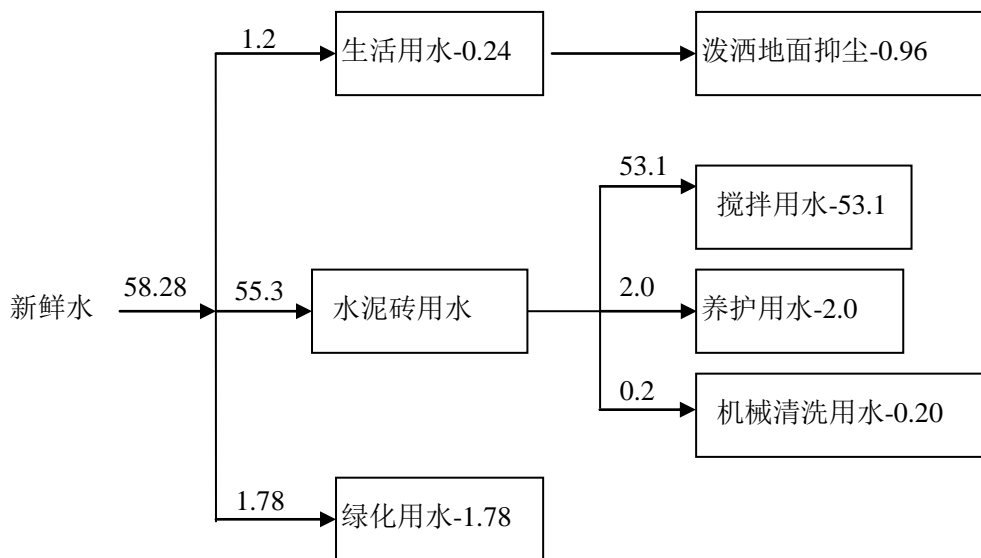 1.2
生活用水-0.24
泼洒地面抑尘-0.96
53.1
搅拌用水-53.1
新鲜水
58.28
55.3
水泥砖用水
2.0
养护用水-2.0
0.2
机械清洗用水-0.20
1.78
绿化用水-1.78